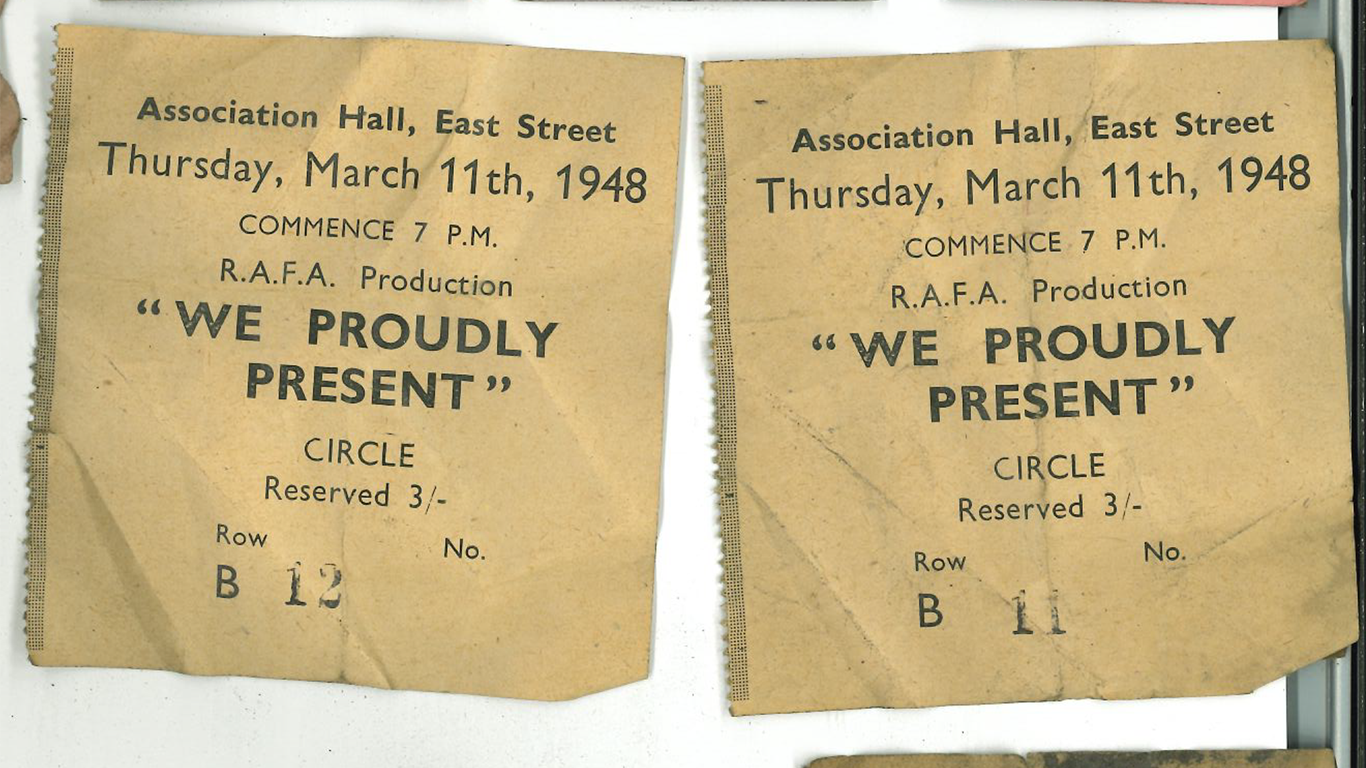 Association Hall, East Street
Thursday, March 11th, 1948
COMMENCE 7 P.M.
R.A.F.A. Production
“WE PROUDLY
PRESENT”
CIRCLE
Reserved 3/-
Row No.
B 12
Association Hall, East Street
Thursday, March 11th, 1948
COMMENCE 7 P.M.
R.A.F.A. Production
“WE PROUDLY
PRESENT”
CIRCLE
Reserved 3/-
Row No.
B 11